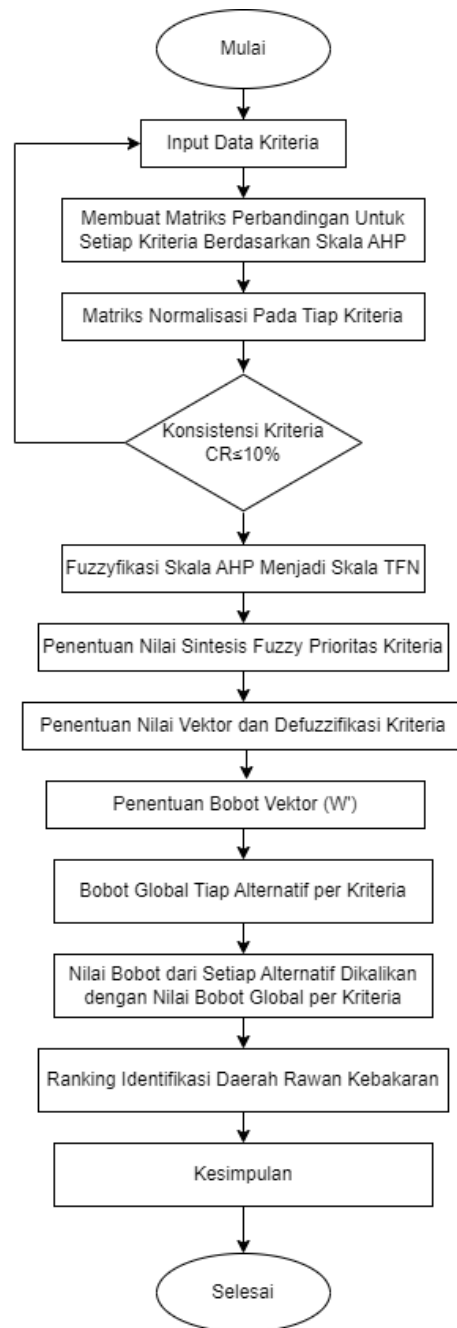 Mulai
Input Data Kriteria
Membuat Matriks Perbandingan Untuk
Setiap Kriteria Berdasarkan Skala AHP
Matriks Normalisasi Pada Tiap Kriteria
Konsistensi Kriteria
CR≤10%
Fuzzyfikasi Skala AHP Menjadi Skala TFN
Penentuan Nilai Sintesis Fuzzy Prioritas Kriteria
Penentuan Nilai Vektor dan Defuzzifikasi Kriteria
Penentuan Bobot Vektor (W')
Bobot Global Tiap Alternatif per Kriteria
Nilai Bobot dari Setiap Alternatif Dikalikan
dengan Nilai Bobot Global per Kriteria
Ranking Identifikasi Daerah Rawan Kebakaran
Kesimpulan
Selesai